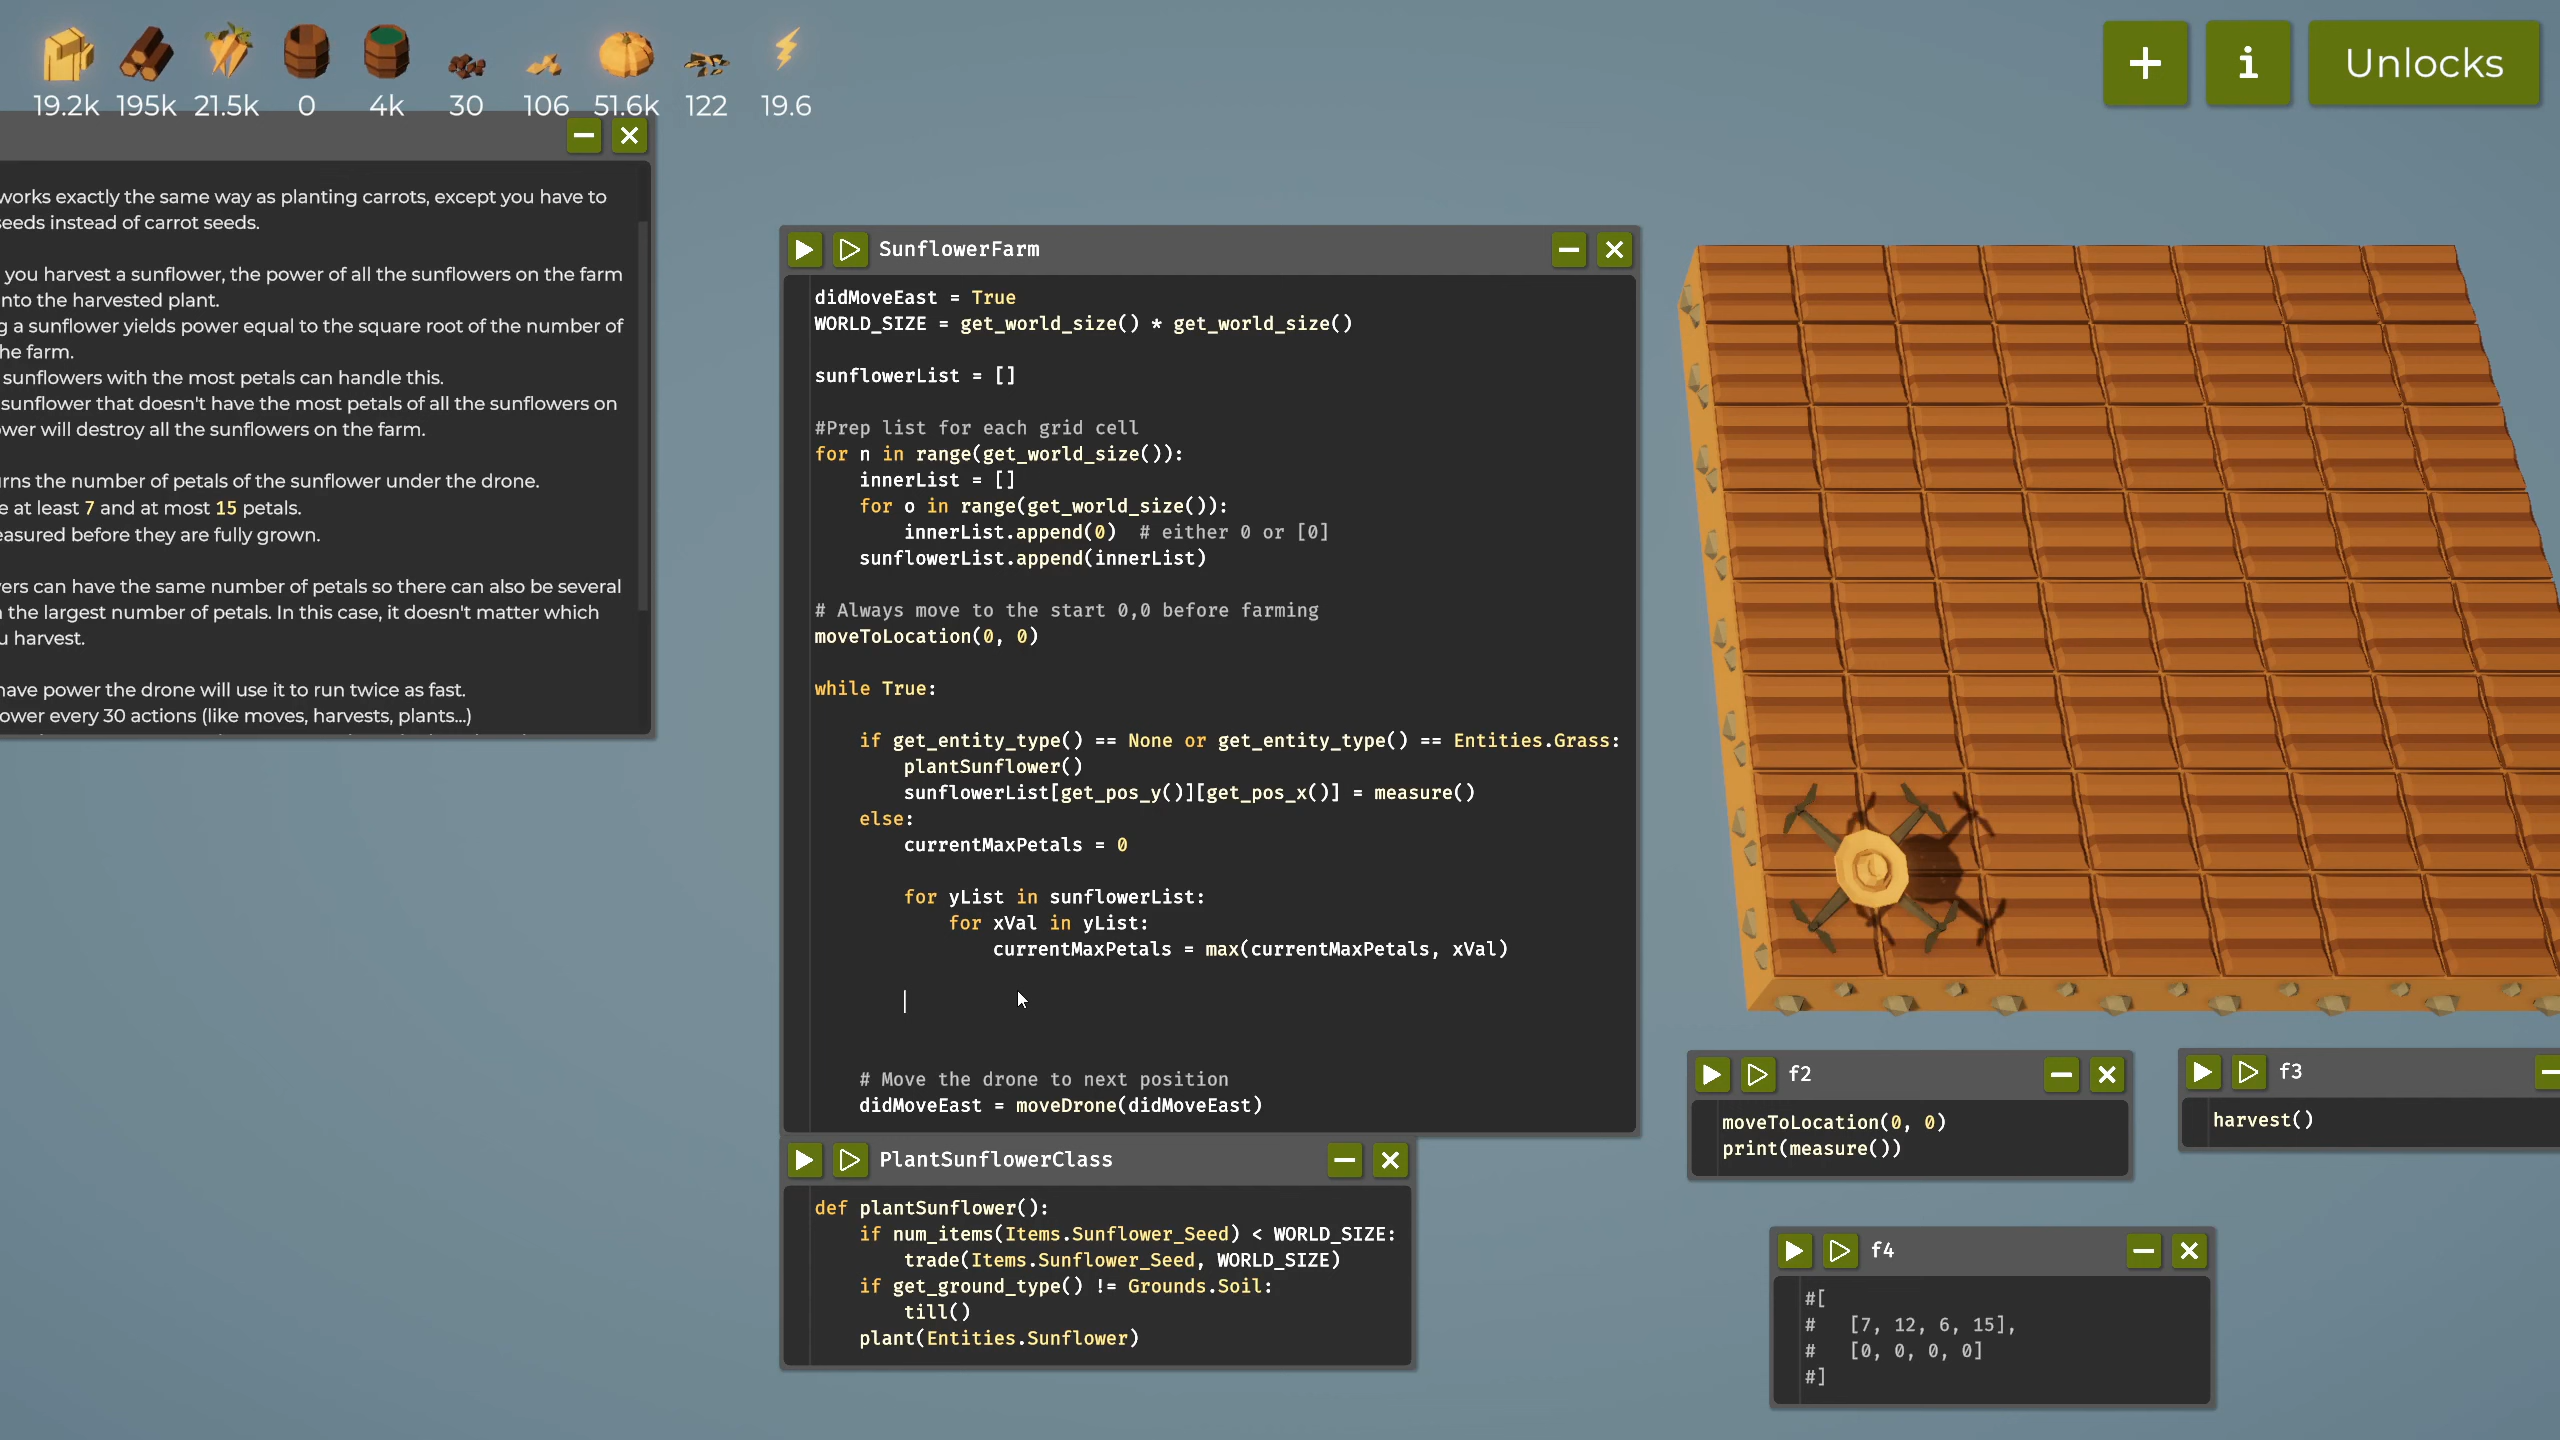 19.2k 195k 21.5k 0 4k 30 106 51.6k 122 19.6
+ i Unlocks
works exactly the same way as planting carrots, except you have to
seeds instead of carrot seeds.
you harvest a sunflower, the power of all the sunflowers on the farm
nto the harvested plant.
g a sunflower yields power equal to the square root of the number of
he farm.
sunflowers with the most petals can handle this.
sunflower that doesn't have the most petals of all the sunflowers on
ower will destroy all the sunflowers on the farm.
urns the number of petals of the sunflower under the drone.
e at least 7 and at most 15 petals.
easured before they are fully grown.
ers can have the same number of petals so there can also be several
the largest number of petals. In this case, it doesn't matter which
u harvest.
have power the drone will use it to run twice as fast.
ower every 30 actions (like moves, harvests, plants...)
SunflowerFarm
didMoveEast = True
WORLD_SIZE = get_world_size() * get_world_size()
sunflowerList = []
#Prep list for each grid cell
for n in range(get_world_size()):
    innerList = []
    for o in range(get_world_size()):
        innerList.append(0)  # either 0 or [0]
    sunflowerList.append(innerList)
# Always move to the start 0,0 before farming
moveToLocation(0, 0)
while True:
    if get_entity_type() == None or get_entity_type() == Entities.Grass:
        plantSunflower()
        sunflowerList[get_pos_y()][get_pos_x()] = measure()
    else:
        currentMaxPetals = 0
        for yList in sunflowerList:
            for xVal in yList:
                currentMaxPetals = max(currentMaxPetals, xVal)
    # Move the drone to next position
    didMoveEast = moveDrone(didMoveEast)
PlantSunflowerClass
def plantSunflower():
    if num_items(Items.Sunflower_Seed) < WORLD_SIZE:
        trade(Items.Sunflower_Seed, WORLD_SIZE)
    if get_ground_type() != Grounds.Soil:
        till()
    plant(Entities.Sunflower)
f2
moveToLocation(0, 0)
print(measure())
f3
harvest()
f4
#[
#   [7, 12, 6, 15],
#   [0, 0, 0, 0]
#]